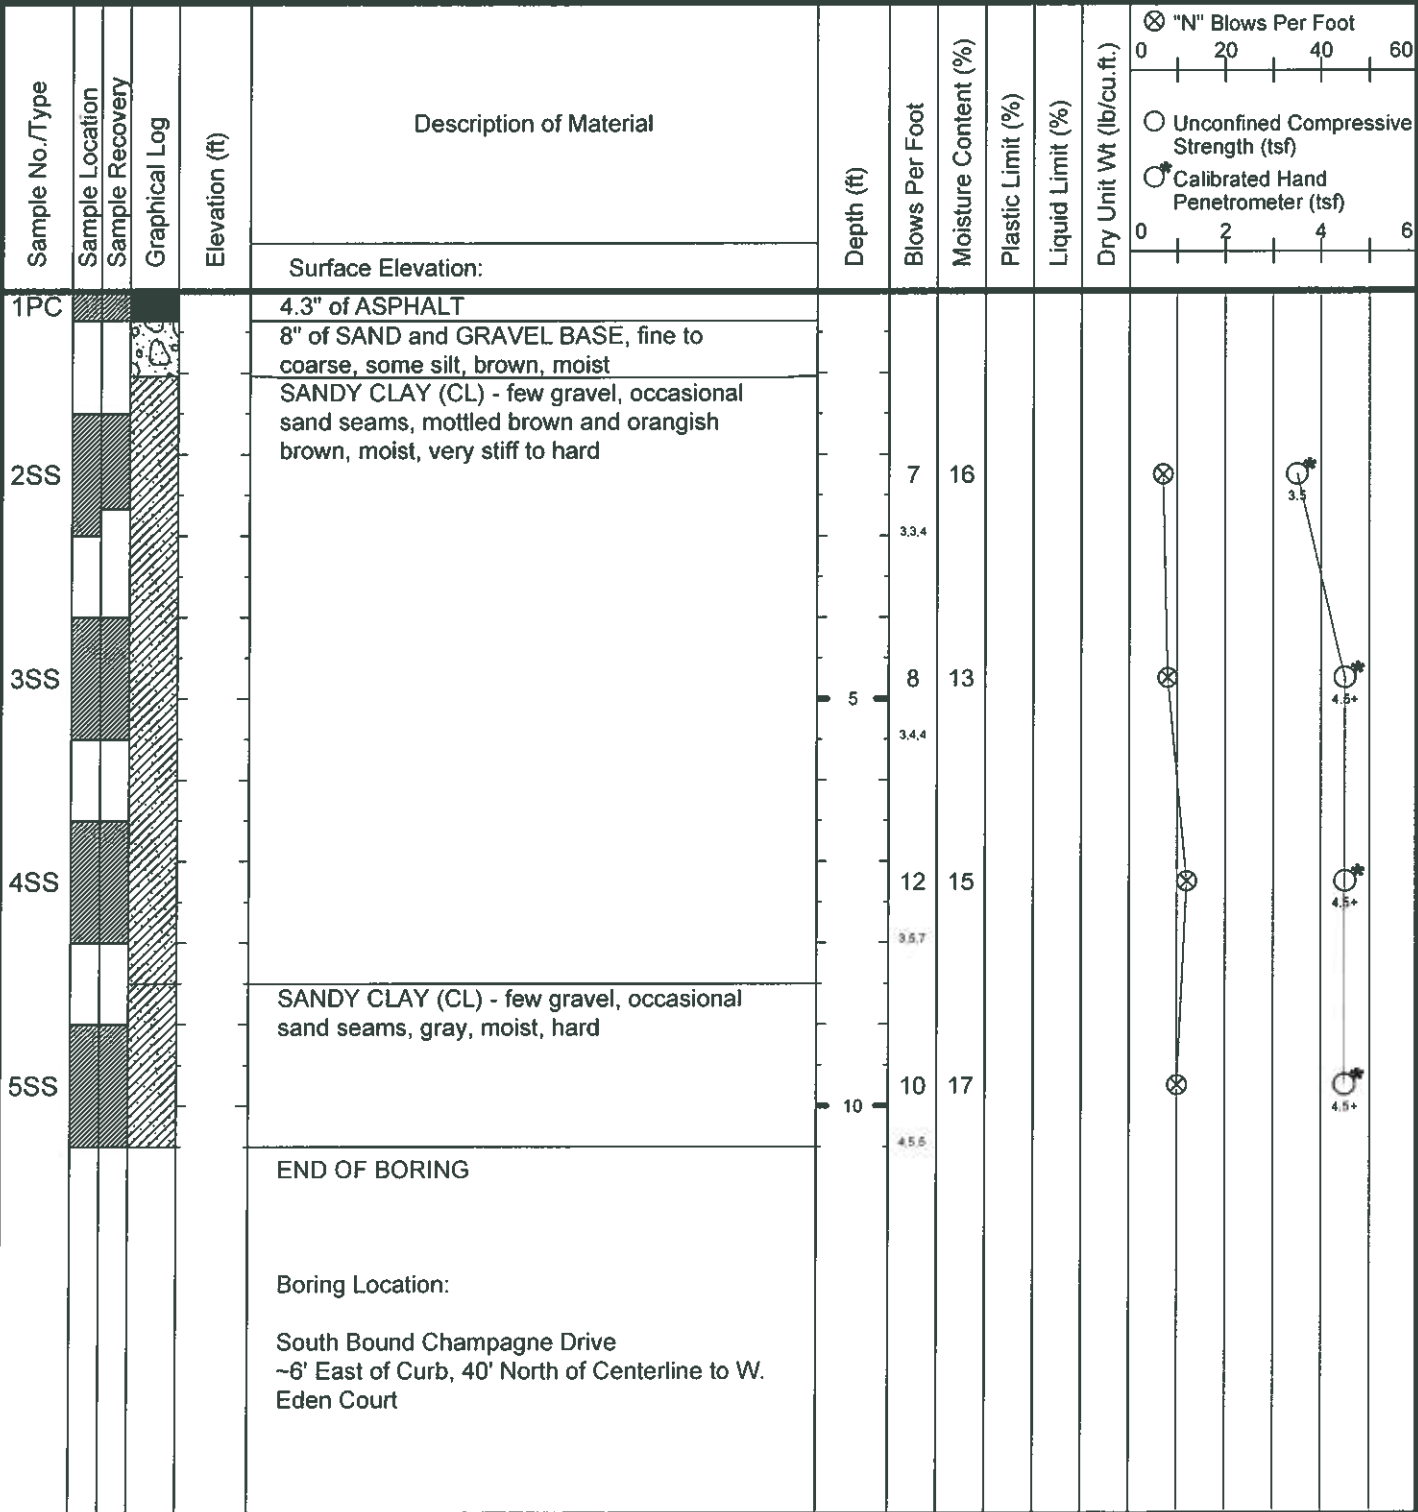 Sample No./Type
Sample Location
Sample Recovery
Graphical Log
Elevation (ft)
Description of Material
Surface Elevation:
Depth (ft)
Blows Per Foot
Moisture Content (%)
Plastic Limit (%)
Liquid Limit (%)
Dry Unit Wt (lb/cu.ft.)
"N" Blows Per Foot
0 20 40 60
Unconfined Compressive
Strength (tsf)
* Calibrated Hand
Penetrometer (tsf)
0 2 4 6
1PC
4.3" of ASPHALT
8" of SAND and GRAVEL BASE, fine to
coarse, some silt, brown, moist
SANDY CLAY (CL) - few gravel, occasional
sand seams, mottled brown and orangish
brown, moist, very stiff to hard
2SS 7 16 *
3.5
3,3,4
3SS 8 13 *
5 4.5+
3,4,4
4SS 12 15 *
4.5+
3,5,7
SANDY CLAY (CL) - few gravel, occasional
sand seams, gray, moist, hard
5SS 10 17 *
10 4.5+
END OF BORING
Boring Location:
South Bound Champagne Drive
~6' East of Curb, 40' North of Centerline to W.
Eden Court